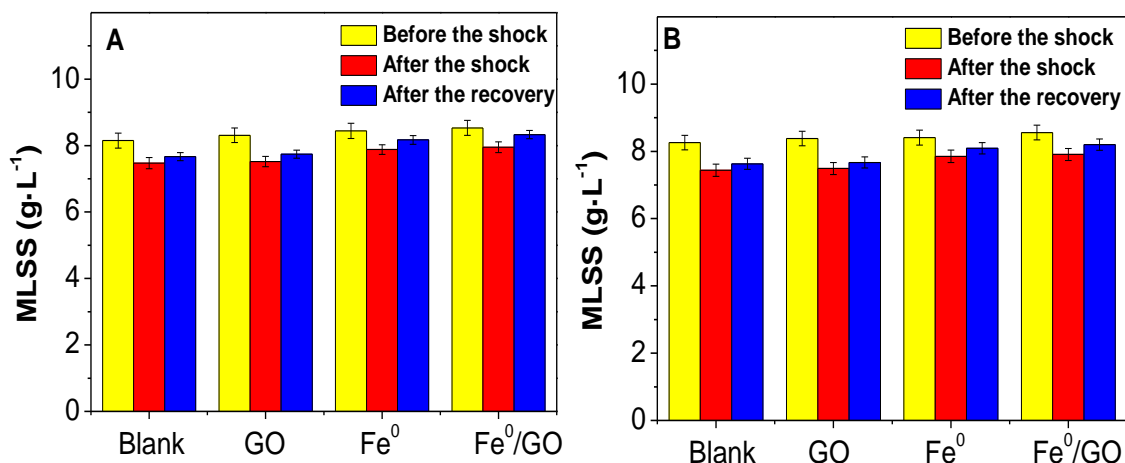 A
Before the shock
After the shock
After the recovery
MLSS (g·L⁻¹)
10
8
6
4
2
0
Blank GO Fe⁰ Fe⁰/GO
B
Before the shock
After the shock
After the recovery
MLSS (g·L⁻¹)
10
8
6
4
2
0
Blank GO Fe⁰ Fe⁰/GO